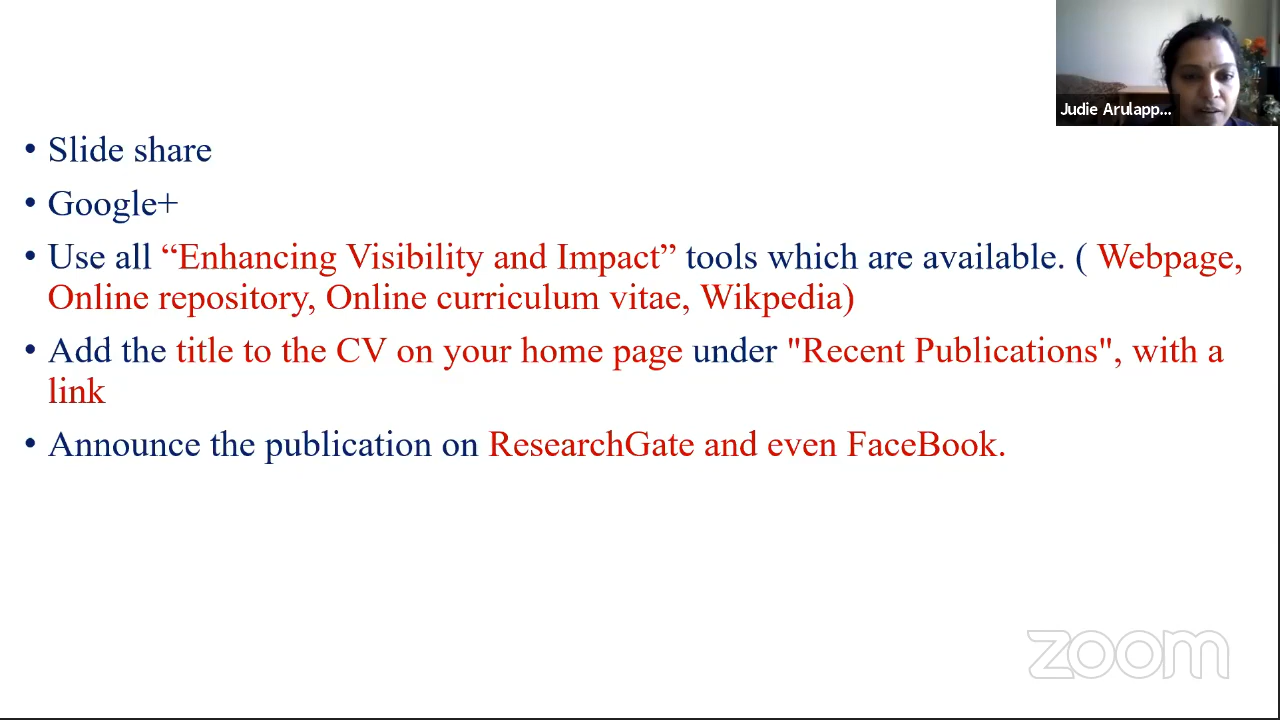 Judie Arulapp...
• Slide share
• Google+
• Use all “Enhancing Visibility and Impact” tools which are available. ( Webpage,
Online repository, Online curriculum vitae, Wikpedia)
• Add the title to the CV on your home page under "Recent Publications", with a
link
• Announce the publication on ResearchGate and even FaceBook.
zoom